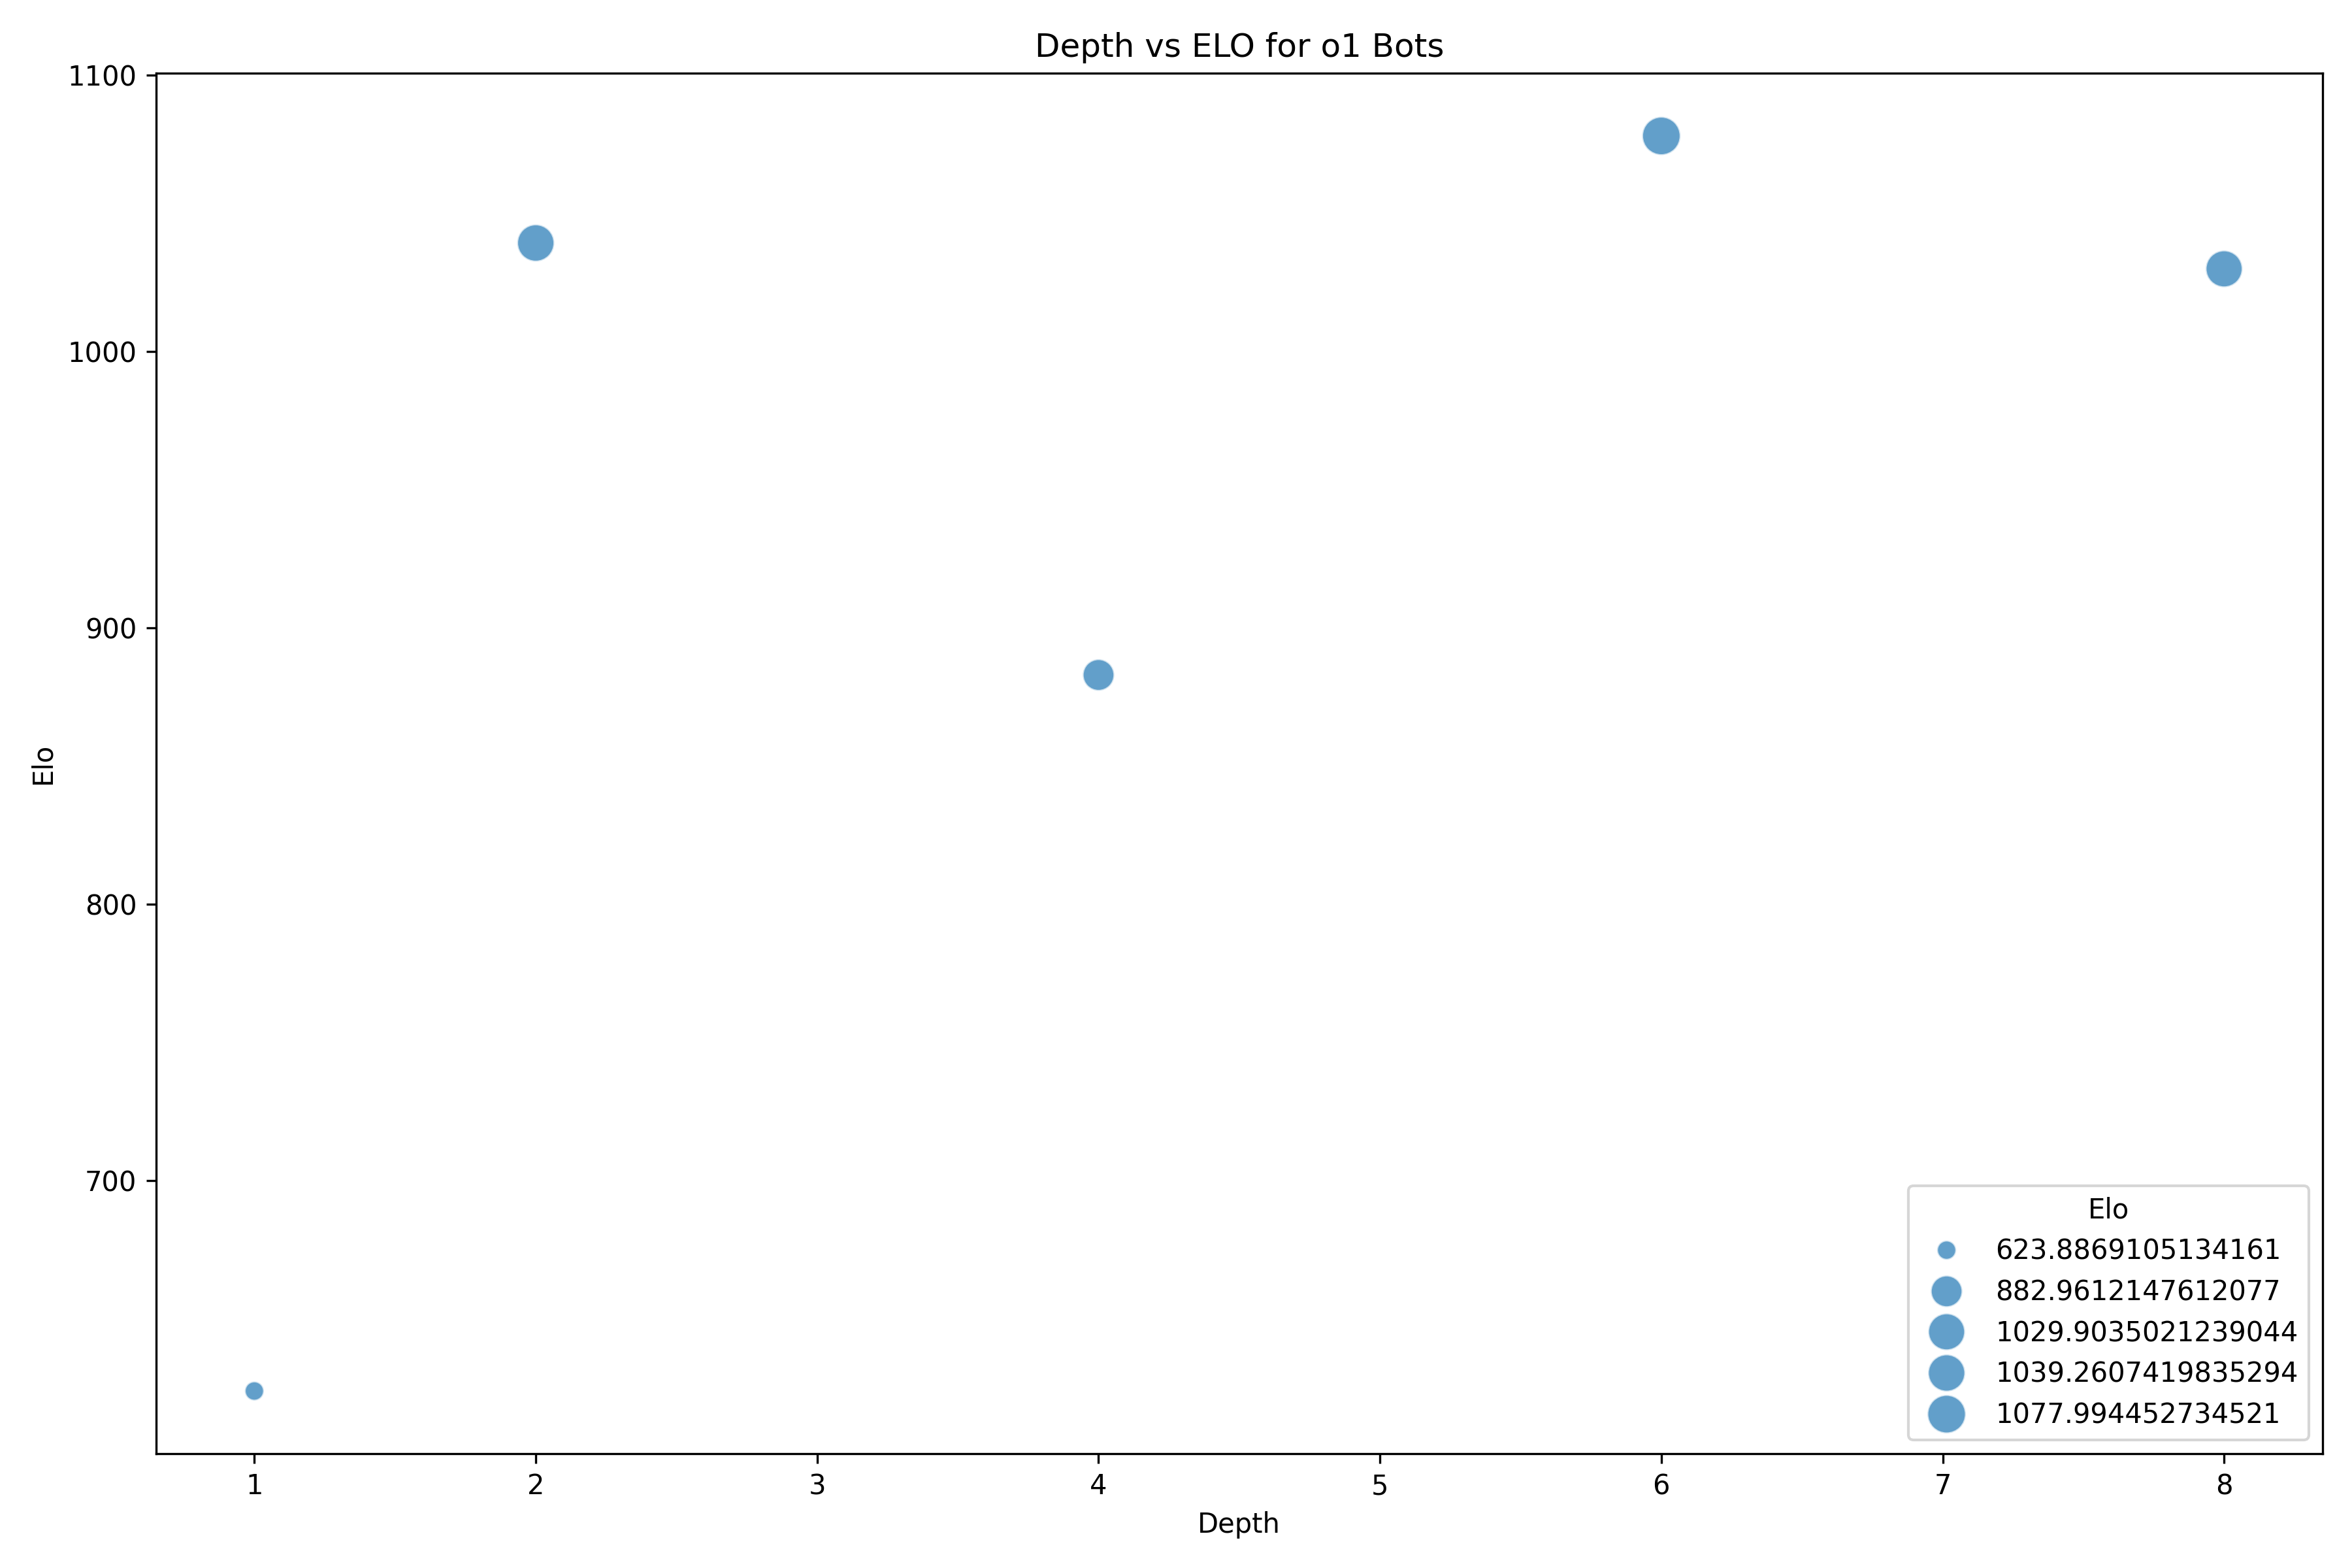 Depth vs ELO for o1 Bots
1100
1000
900
800
700
Elo
Elo
623.8869105134161
882.9612147612077
1029.9035021239044
1039.2607419835294
1077.994452734521
1 2 3 4 5 6 7 8
Depth